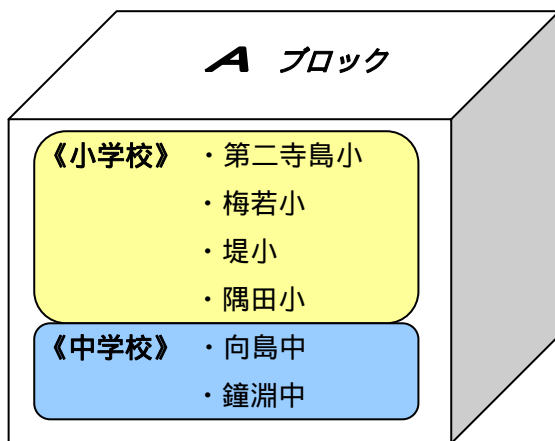 A ブロック
《小学校》 ・第二寺島小
・梅若小
・堤小
・隅田小
《中学校》 ・向島中
・鐘淵中